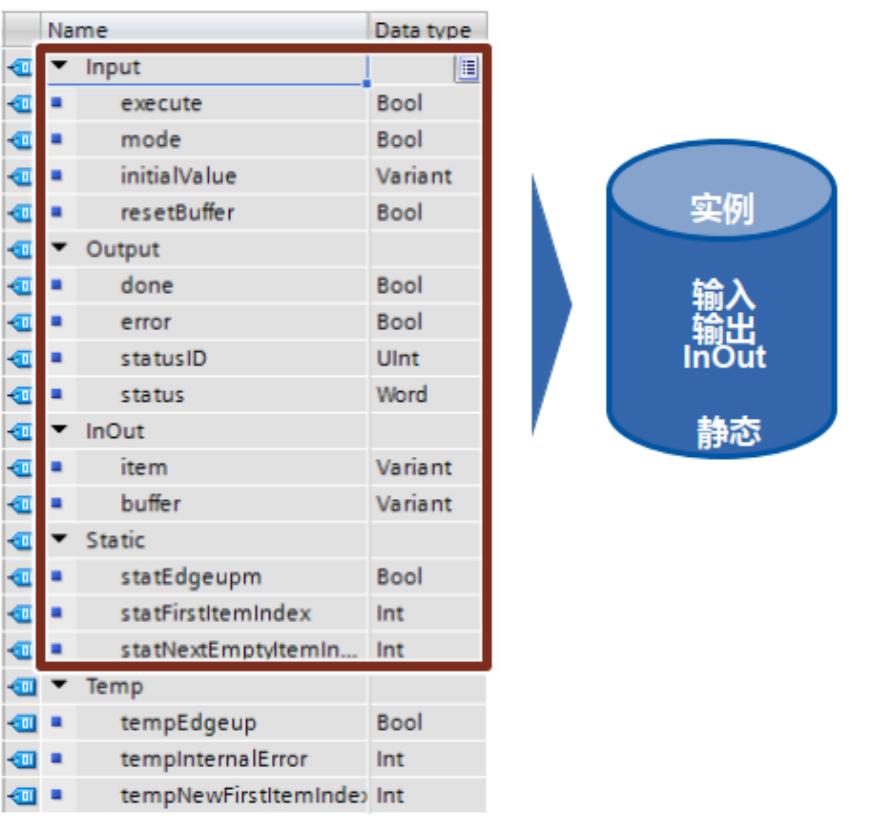 Name Data type
Input
execute Bool
mode Bool
initialValue Variant
resetBuffer Bool
Output
done Bool
error Bool
statusID UInt
status Word
InOut
item Variant
buffer Variant
Static
statEdgeupm Bool
statFirstItemIndex Int
statNextEmptyItemIn... Int
Temp
tempEdgeup Bool
tempInternalError Int
tempNewFirstItemIndex Int
实例
输入
输出
InOut
静态